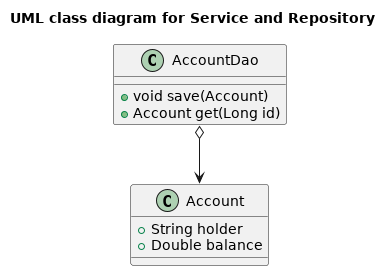 UML class diagram for Service and Repository
C AccountDao
void save(Account)
Account get(Long id)
C Account
String holder
Double balance